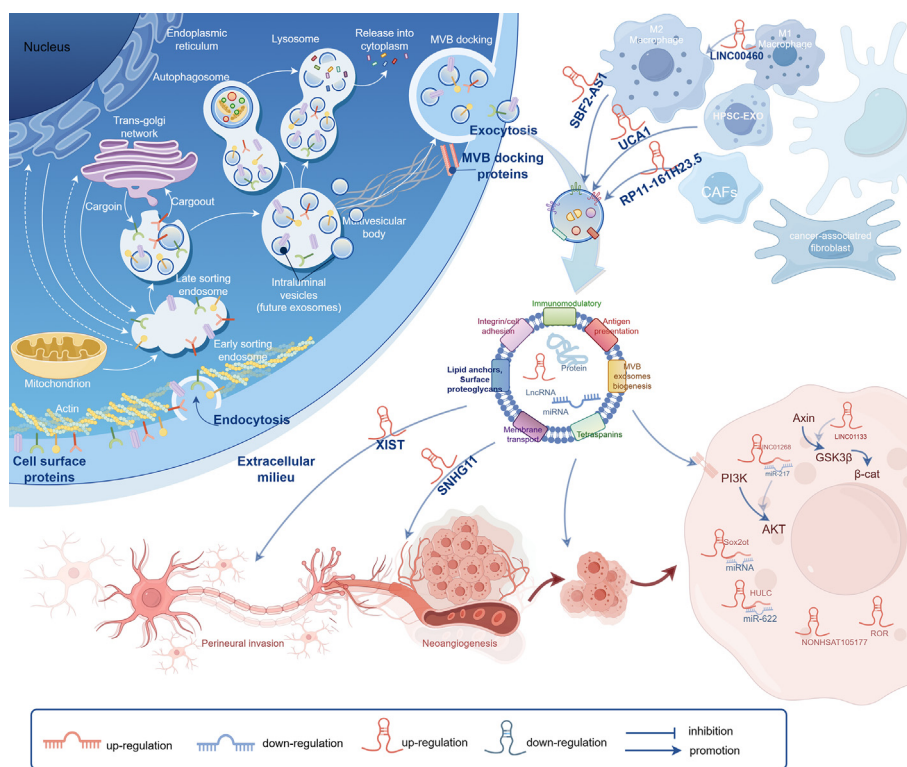 Nucleus
Endoplasmic
reticulum
Lysosome
Release into
cytoplasm
MVB docking
Autophagosome
Trans-golgi
network
Exocytosis
MVB docking
proteins
Cargoin
Cargoout
Multivesicular
body
Intraluminal
vesicles
(future exosomes)
Late sorting
endosome
Early sorting
endosome
Mitochondrion
Actin
Endocytosis
Cell surface
proteins
Extracellular
milieu
M2
Macrophage
M1
Macrophage
LINC00460
SBF2-AS1
HPSC-EXO
UCA1
RP11-161H23.5
CAFs
cancer-associatred
fibroblast
Immunomodulatory
Integrin/cell
adhesion
Antigen
presentation
Protein
Lipid anchors,
Surface
proteoglycans
MVB
exosomes
biogenesis
LncRNA
miRNA
Membrane
transport
Tetraspanins
XIST
SNHG11
Axin
LINC01133
LINC01268
GSK3β
miR-217
PI3K
β-cat
AKT
Sox2ot
miRNA
HULC
miR-622
ROR
NONHSAT105177
Perineural invasion
Neoangiogenesis
up-regulation
down-regulation
up-regulation
down-regulation
inhibition
promotion